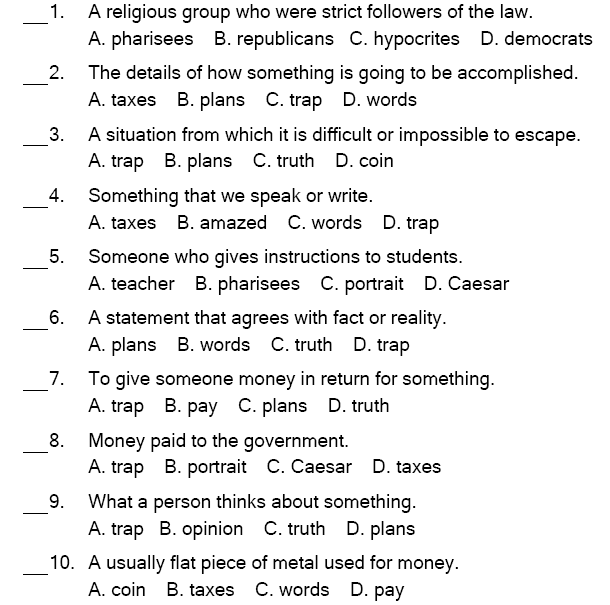 ___1. A religious group who were strict followers of the law.
A. pharisees B. republicans C. hypocrites D. democrats
___2. The details of how something is going to be accomplished.
A. taxes B. plans C. trap D. words
___3. A situation from which it is difficult or impossible to escape.
A. trap B. plans C. truth D. coin
___4. Something that we speak or write.
A. taxes B. amazed C. words D. trap
___5. Someone who gives instructions to students.
A. teacher B. pharisees C. portrait D. Caesar
___6. A statement that agrees with fact or reality.
A. plans B. words C. truth D. trap
___7. To give someone money in return for something.
A. trap B. pay C. plans D. truth
___8. Money paid to the government.
A. trap B. portrait C. Caesar D. taxes
___9. What a person thinks about something.
A. trap B. opinion C. truth D. plans
___10. A usually flat piece of metal used for money.
A. coin B. taxes C. words D. pay